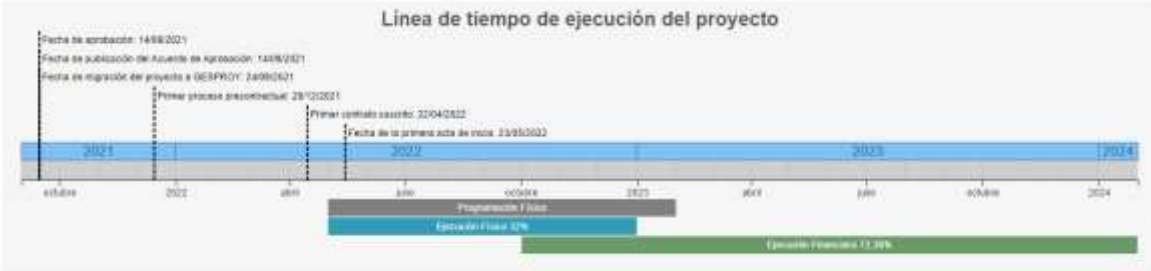 Línea de tiempo de ejecución del proyecto
Fecha de aprobación: 14/09/2021
Fecha de publicación del Acuerdo de Aprobación: 14/09/2021
Fecha de migración del proyecto a GESPROY: 24/09/2021
Primer proceso precontractual:
Primer contrato suscrito: 22/04/2022
Fecha de la primera acta de inicio: 23/05/2022
2021 2022 2023 2024
octubre 2022 abril julio octubre 2023 abril julio octubre 2024
Programación Física
Ejecución Física 32%
Ejecución Financiera